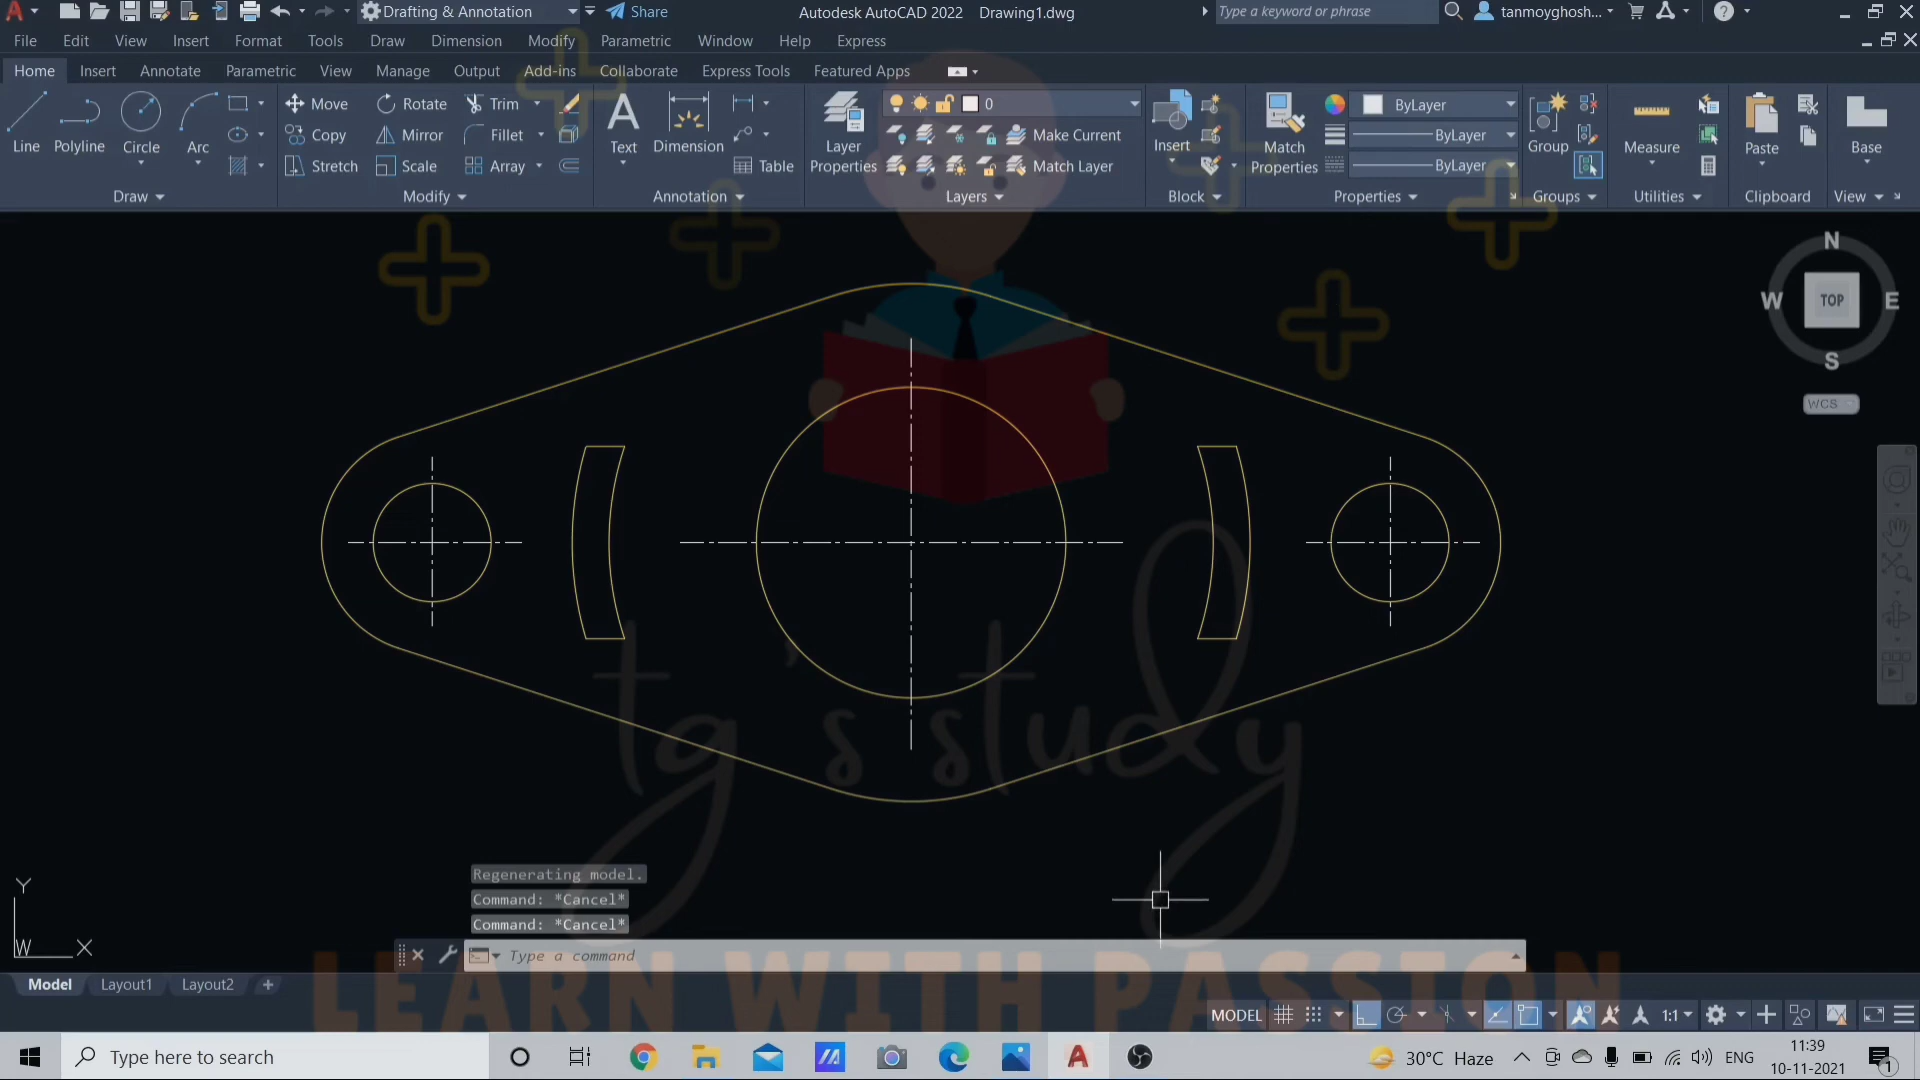 Drafting & Annotation
Share
Autodesk AutoCAD 2022 Drawing1.dwg
Type a keyword or phrase
tanmoyghosh...
File Edit View Insert Format Tools Draw Dimension Modify Parametric Window Help Express
Home Insert Annotate Parametric View Manage Output Add-ins Collaborate Express Tools Featured Apps
Line Polyline Circle Arc
Move Rotate Trim
Copy Mirror Fillet
Stretch Scale Array
Text Dimension Table
Layer Properties
0
Make Current
Match Layer
Insert
Match Properties
ByLayer
ByLayer
ByLayer
Group Measure Paste Base
Draw Modify Annotation Layers Block Properties Groups Utilities Clipboard View
N
W TOP E
S
WCS
tg's study
Y
W X
Regenerating model.
Command: *Cancel*
Command: *Cancel*
Type a command
LEARN WITH PASSION
Model Layout1 Layout2 +
MODEL 1:1
Type here to search
30°C Haze ENG
11:39
10-11-2021
1